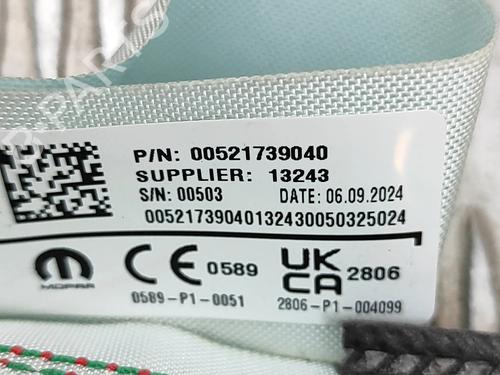 P/N: 00521739040
SUPPLIER: 13243
S/N: 00503 DATE: 06.09.2024
00521739040132430050325024
MOPAR
CE 0589
0589-P1-0051
UK
CA 2806
2806-P1-004099